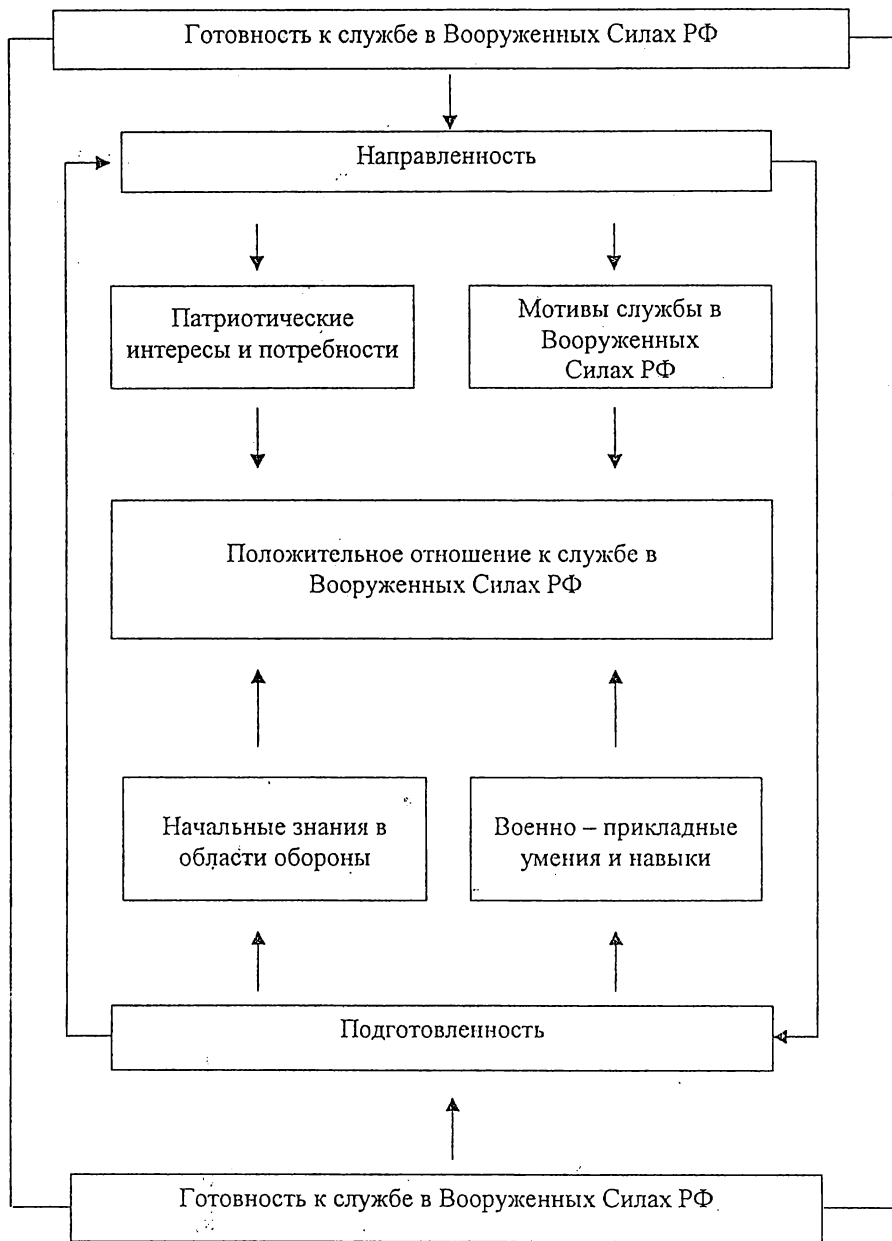 Готовность к службе в Вооруженных Силах РФ
Направленность
Патриотические
интересы и потребности
Мотивы службы в
Вооруженных
Силах РФ
Положительное отношение к службе в
Вооруженных Силах РФ
Начальные знания в
области обороны
Военно – прикладные
умения и навыки
Подготовленность
Готовность к службе в Вооруженных Силах РФ